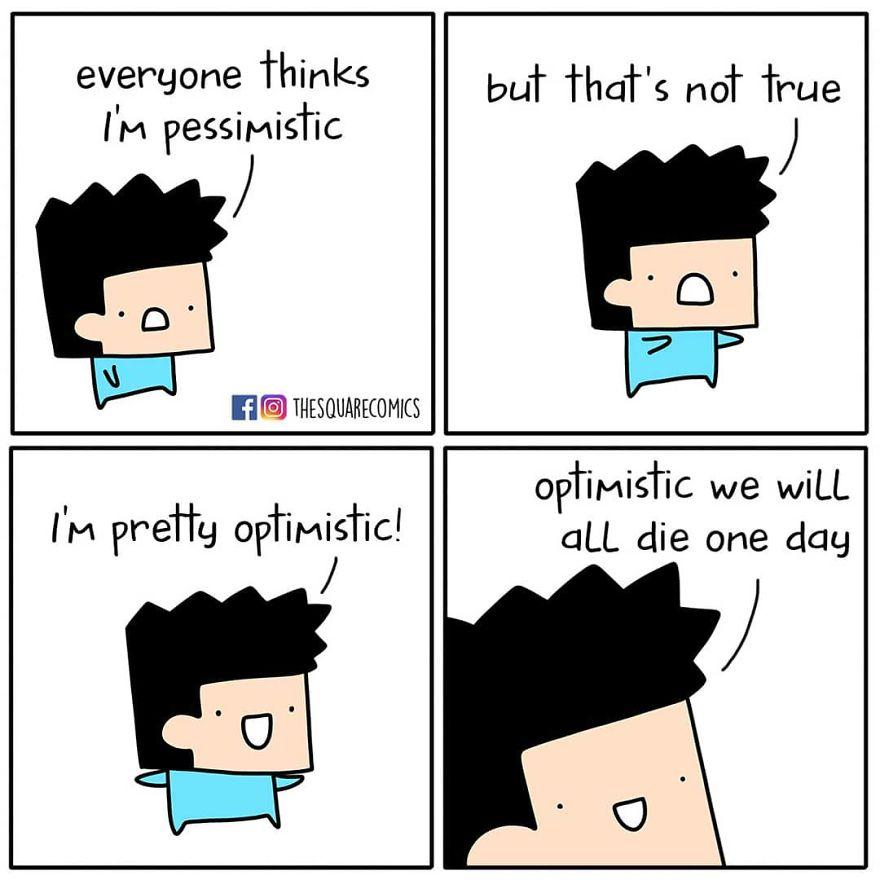 everyone thinks
I'm pessimistic
THESQUARECOMICS
but that's not true
I'm pretty optimistic!
optimistic we will
all die one day